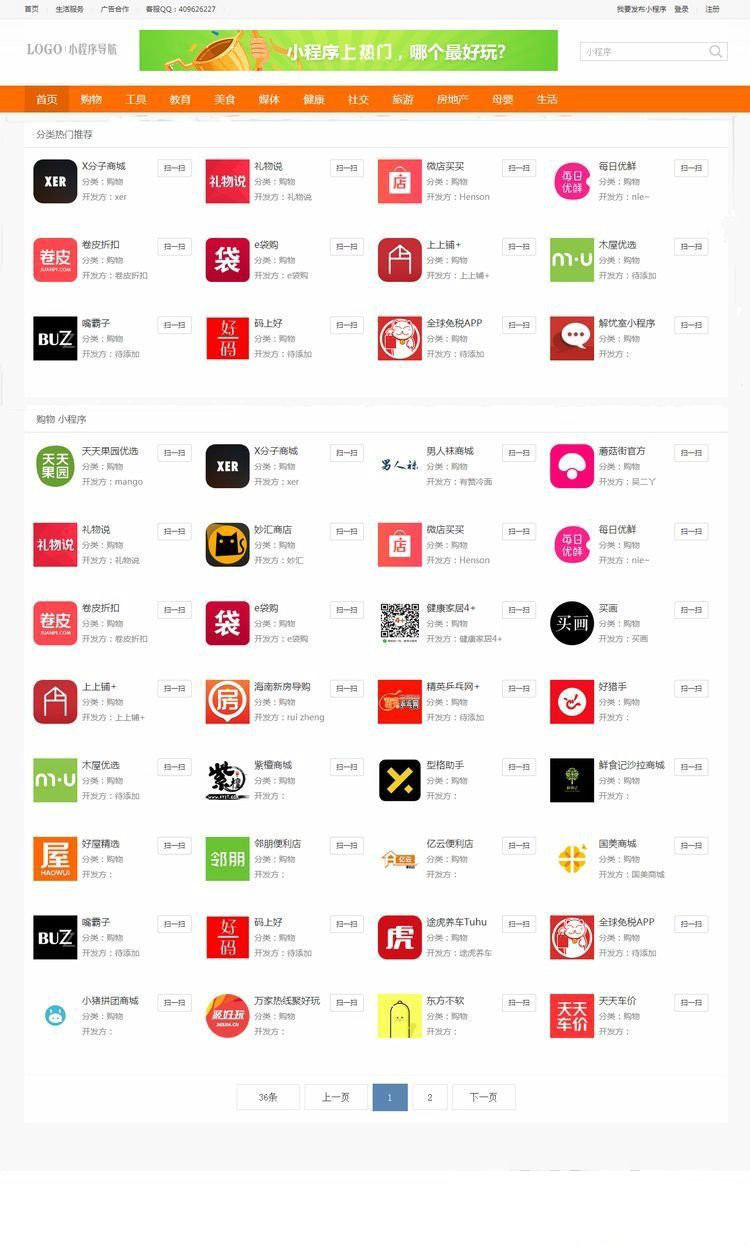 首页 生活服务 广告合作 客服QQ：409626227 我要发布小程序 登录 注册
LOGO 小程序导航 小程序上热门，哪个最好玩? 小程序
首页 购物 工具 教育 美食 媒体 健康 社交 旅游 房地产 母婴 生活
分类热门推荐
XER X分子商城 扫一扫 礼物说 礼物说 扫一扫 店 微店买买 扫一扫 每日优鲜 每日优鲜 扫一扫
分类：购物 分类：购物 分类：购物 分类：购物
开发方：xer 开发方：礼物说 开发方：Henson 开发方：nie~
卷皮 JUANPI.COM 卷皮折扣 扫一扫 袋 e袋购 扫一扫 上上铺+ 扫一扫 m·u 木屋优选 扫一扫
分类：购物 分类：购物 分类：购物 分类：购物
开发方：卷皮折扣 开发方：e袋购 开发方：上上铺+ 开发方：待添加
BUZ 嘴霸子 扫一扫 好码 码上好 扫一扫 全球免税APP 扫一扫 解忧室小程序 扫一扫
分类：购物 分类：购物 分类：购物 分类：购物
开发方：待添加 开发方：待添加 开发方：待添加 开发方：
购物 小程序
天天果园 天天果园优选 扫一扫 XER X分子商城 扫一扫 男人袜 男人袜商城 扫一扫 蘑菇街官方 扫一扫
分类：购物 分类：购物 分类：购物 分类：购物
开发方：mango 开发方：xer 开发方：有赞冷面 开发方：吴二丫
礼物说 礼物说 扫一扫 妙汇商店 扫一扫 店 微店买买 扫一扫 每日优鲜 每日优鲜 扫一扫
分类：购物 分类：购物 分类：购物 分类：购物
开发方：礼物说 开发方：妙汇 开发方：Henson 开发方：nie~
卷皮 JUANPI.COM 卷皮折扣 扫一扫 袋 e袋购 扫一扫 4+ 健康家居4+ 扫一扫 买画 买画 扫一扫
分类：购物 分类：购物 分类：购物 分类：购物
开发方：卷皮折扣 开发方：e袋购 开发方：健康家居4+ 开发方：买画
上上铺+ 扫一扫 房 海南新房导购 扫一扫 精英乒乓网+ 扫一扫 好猎手 扫一扫
分类：购物 分类：购物 分类：购物 分类：购物
开发方：上上铺+ 开发方：rui zheng 开发方：待添加 开发方：
m·u 木屋优选 扫一扫 紫檀 紫檀商城 扫一扫 型格助手 扫一扫 鲜食记沙拉商城 扫一扫
分类：购物 分类：购物 分类：购物 分类：购物
开发方：待添加 开发方： 开发方： 开发方：
屋 HAOWU 好屋精选 扫一扫 邻朋 邻朋便利店 扫一扫 亿云 亿云便利店 扫一扫 国美商城 扫一扫
分类：购物 分类：购物 分类：购物 分类：购物
开发方： 开发方： 开发方： 开发方：国美商城
BUZ 嘴霸子 扫一扫 好码 码上好 扫一扫 虎 途虎养车Tuhu 扫一扫 全球免税APP 扫一扫
分类：购物 分类：购物 分类：购物 分类：购物
开发方：待添加 开发方：待添加 开发方：途虎养车 开发方：待添加
小猪拼团商城 扫一扫 万家热线聚好玩 扫一扫 东方不软 扫一扫 天天车价 天天车价 扫一扫
分类：购物 分类：购物 分类：购物 分类：购物
开发方： 开发方： 开发方： 开发方：
36条 上一页 1 2 下一页